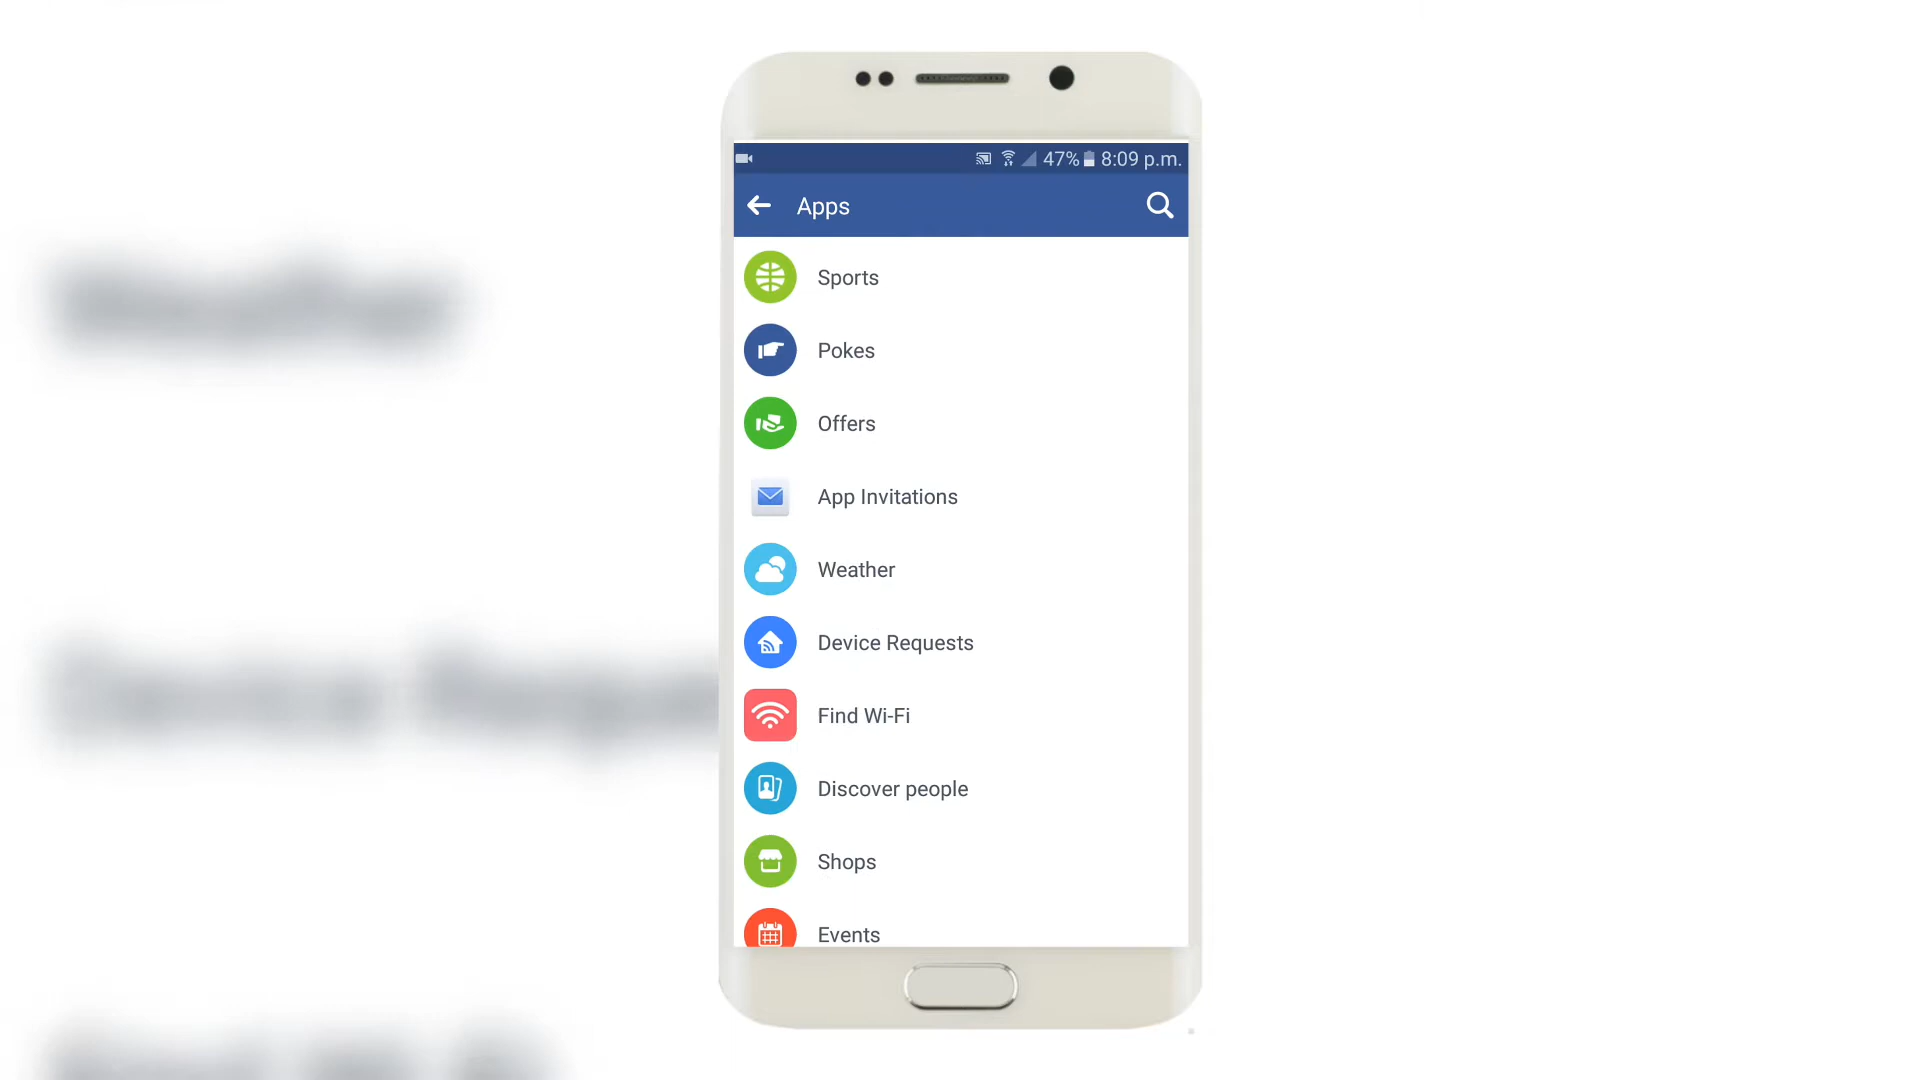 47% 8:09 p.m.
Apps
Sports
Pokes
Offers
App Invitations
Weather
Device Requests
Find Wi-Fi
Discover people
Shops
Events